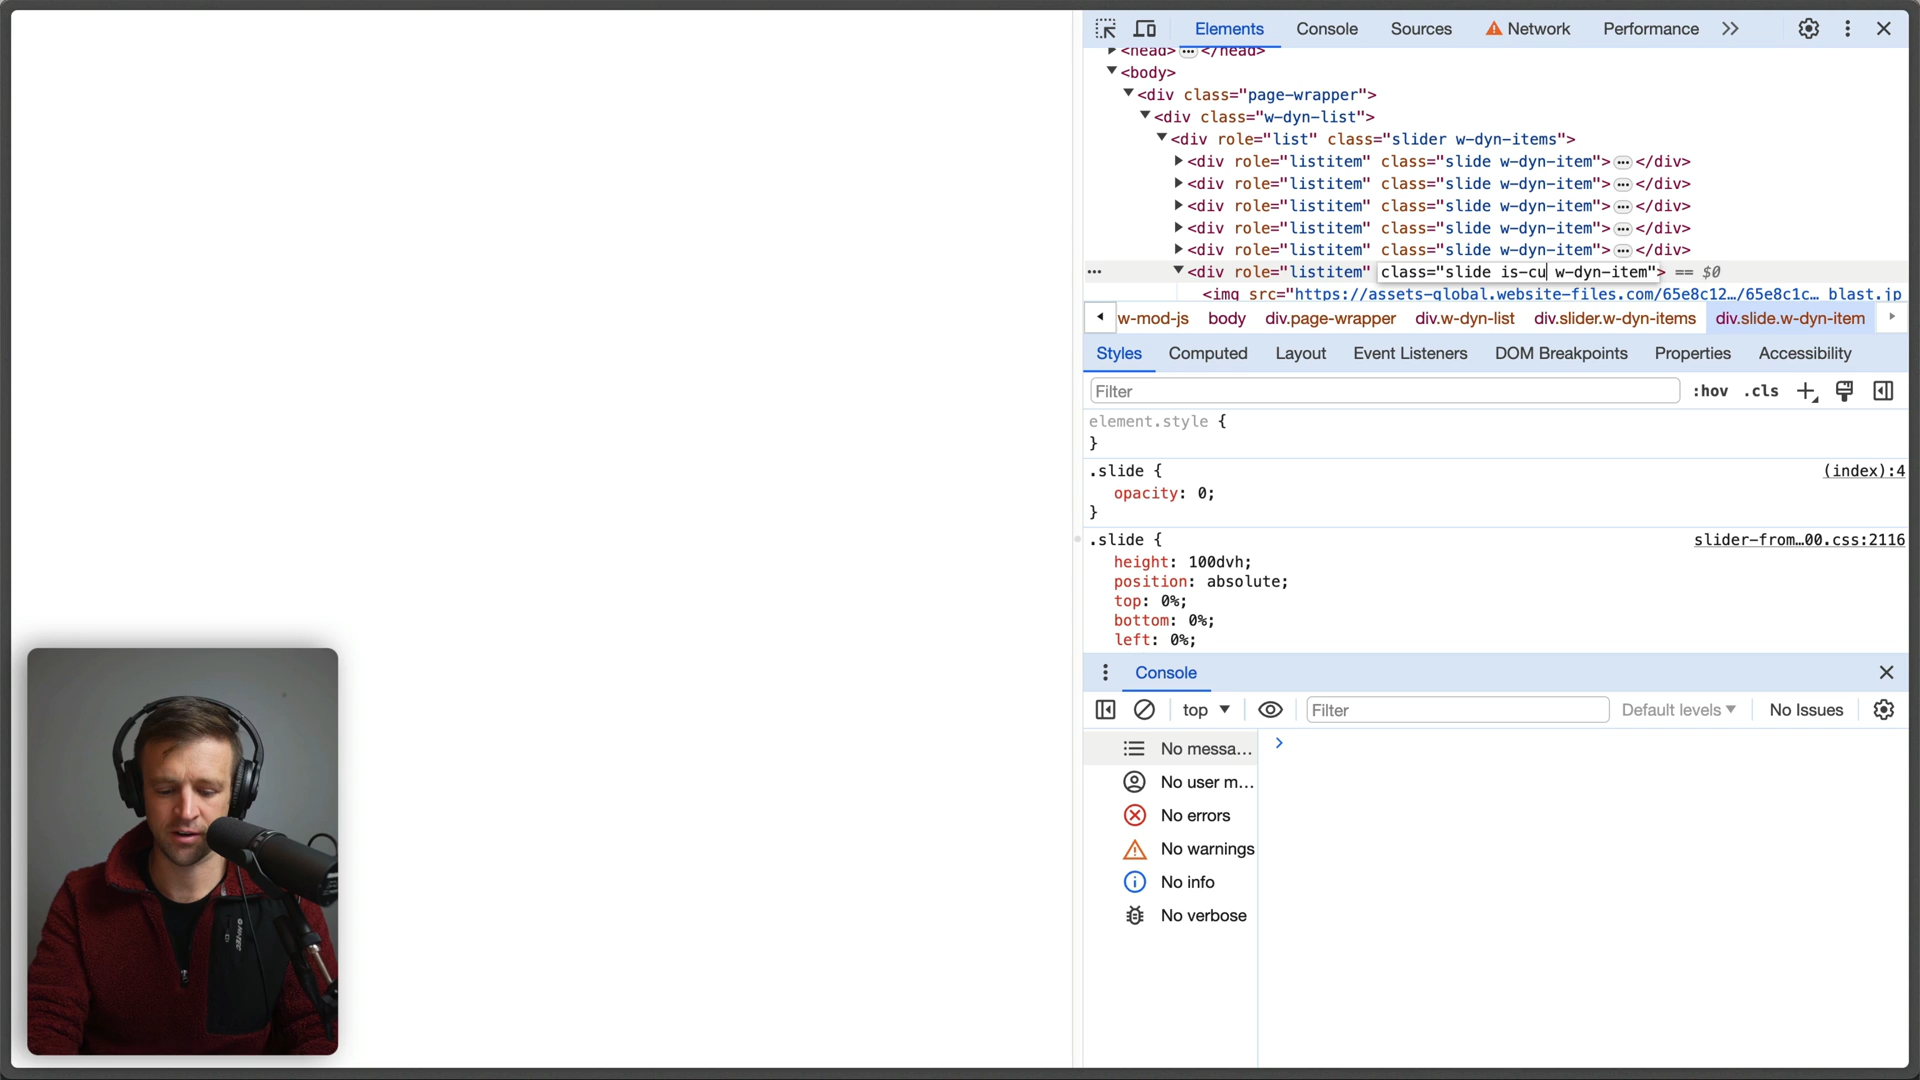 Elements Console Sources Network Performance
<head> ••• </head>
<body>
<div class="page-wrapper">
<div class="w-dyn-list">
<div role="list" class="slider w-dyn-items">
<div role="listitem" class="slide w-dyn-item"> ••• </div>
<div role="listitem" class="slide w-dyn-item"> ••• </div>
<div role="listitem" class="slide w-dyn-item"> ••• </div>
<div role="listitem" class="slide w-dyn-item"> ••• </div>
<div role="listitem" class="slide w-dyn-item"> ••• </div>
••• <div role="listitem" class="slide is-cu w-dyn-item"> == $0
<img src="https://assets-global.website-files.com/65e8c12…/65e8c1c… blast.jp
w-mod-js body div.page-wrapper div.w-dyn-list div.slider.w-dyn-items div.slide.w-dyn-item
Styles Computed Layout Event Listeners DOM Breakpoints Properties Accessibility
Filter :hov .cls
element.style {
}
.slide { (index):4
opacity: 0;
}
.slide { slider-from…00.css:2116
height: 100dvh;
position: absolute;
top: 0%;
bottom: 0%;
left: 0%;
Console
top Filter Default levels No Issues
No messa…
No user m…
No errors
No warnings
No info
No verbose